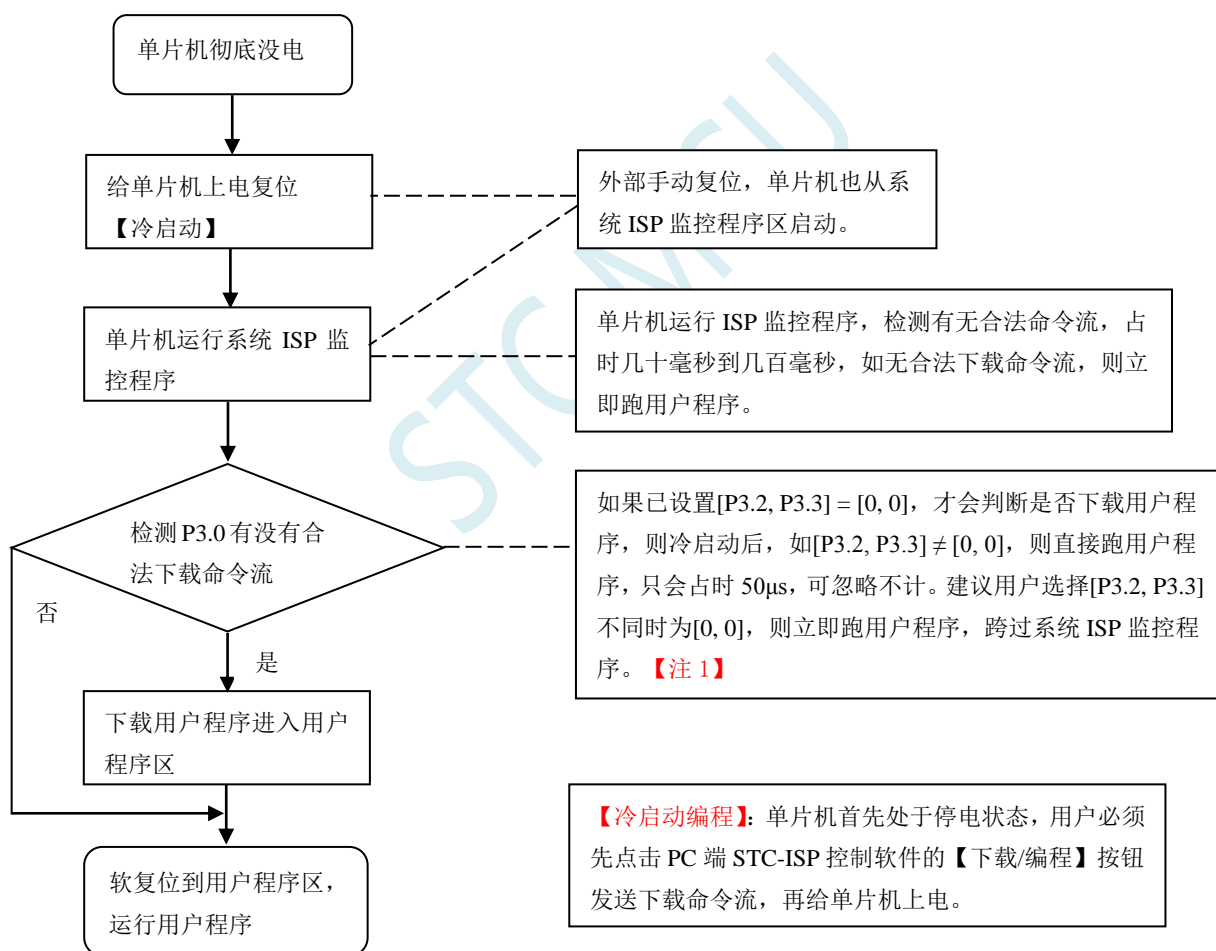 单片机彻底没电
给单片机上电复位
【冷启动】
外部手动复位，单片机也从系
统 ISP 监控程序区启动。
单片机运行系统 ISP 监
控程序
单片机运行 ISP 监控程序，检测有无合法命令流，占
时几十毫秒到几百毫秒，如无合法下载命令流，则立
即跑用户程序。
检测 P3.0 有没有合
法下载命令流
如果已设置[P3.2, P3.3] = [0, 0]，才会判断是否下载用户程
序，则冷启动后，如[P3.2, P3.3] ≠ [0, 0]，则直接跑用户程
序，只会占时 50μs，可忽略不计。建议用户选择[P3.2, P3.3]
不同时为[0, 0]，则立即跑用户程序，跨过系统 ISP 监控程
序。【注 1】
否
是
下载用户程序进入用户
程序区
【冷启动编程】：单片机首先处于停电状态，用户必须
先点击 PC 端 STC-ISP 控制软件的【下载/编程】按钮
发送下载命令流，再给单片机上电。
软复位到用户程序区，
运行用户程序
STC MCU